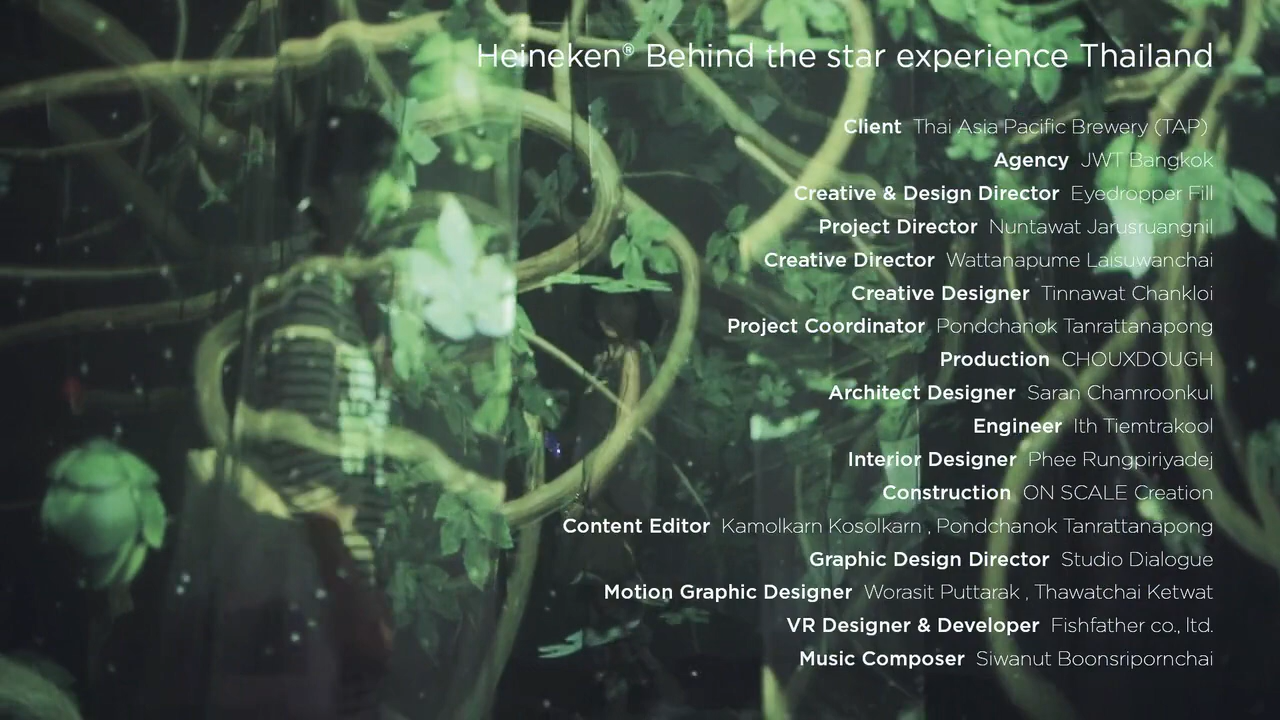 Heineken® Behind the star experience Thailand
Client Thai Asia Pacific Brewery (TAP)
Agency JWT Bangkok
Creative & Design Director Eyedropper Fill
Project Director Nuntawat Jarusruangnil
Creative Director Wattanapume Laisuwanchai
Creative Designer Tinnawat Chankloi
Project Coordinator Pondchanok Tanrattanapong
Production CHOUXDOUGH
Architect Designer Saran Chamroonkul
Engineer Ith Tiemtrakool
Interior Designer Phee Rungpiriyadej
Construction ON SCALE Creation
Content Editor Kamolkarn Kosolkarn , Pondchanok Tanrattanapong
Graphic Design Director Studio Dialogue
Motion Graphic Designer Worasit Puttarak , Thawatchai Ketwat
VR Designer & Developer Fishfather co., ltd.
Music Composer Siwanut Boonsripornchai